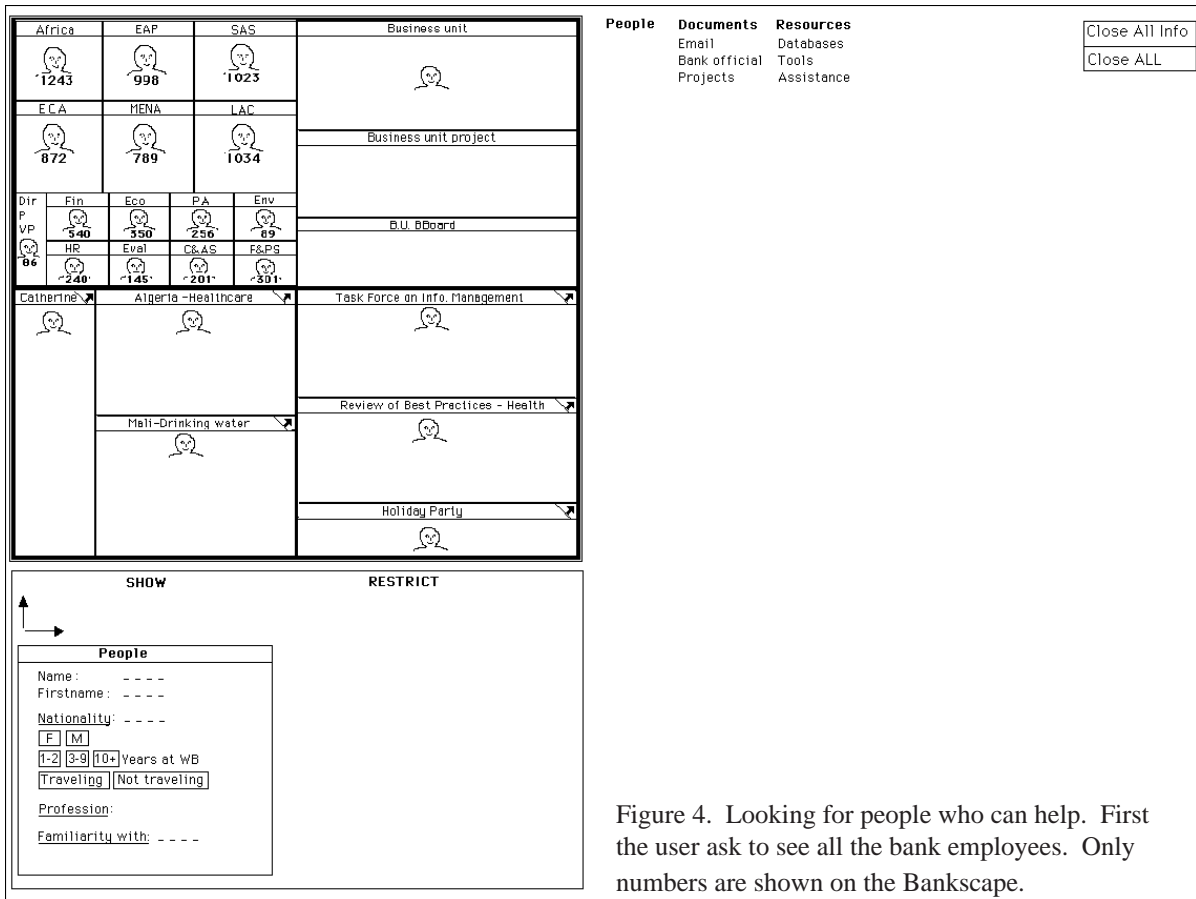 Africa EAP SAS Business unit
1243 998 1023
ECA MENA LAC
872 789 1034
Business unit project
Dir Fin Eco PA Env
P
VP
540 350 256 89
B.U. BBoard
HR Eval C&AS F&PS
86
240 145 201 301
Catherine Algeria -Healthcare Task Force on Info. Management
Review of Best Practices - Health
Mali-Drinking water
Holiday Party
People Documents Resources
Email Databases
Bank official Tools
Projects Assistance
Close All Info
Close ALL
SHOW RESTRICT
People
Name : _ _ _ _
Firstname : _ _ _ _
Nationality: _ _ _ _
F M
1-2 3-9 10+ Years at WB
Traveling Not traveling
Profession:
Familiarity with: _ _ _ _
Figure 4. Looking for people who can help. First
the user ask to see all the bank employees. Only
numbers are shown on the Bankscape.